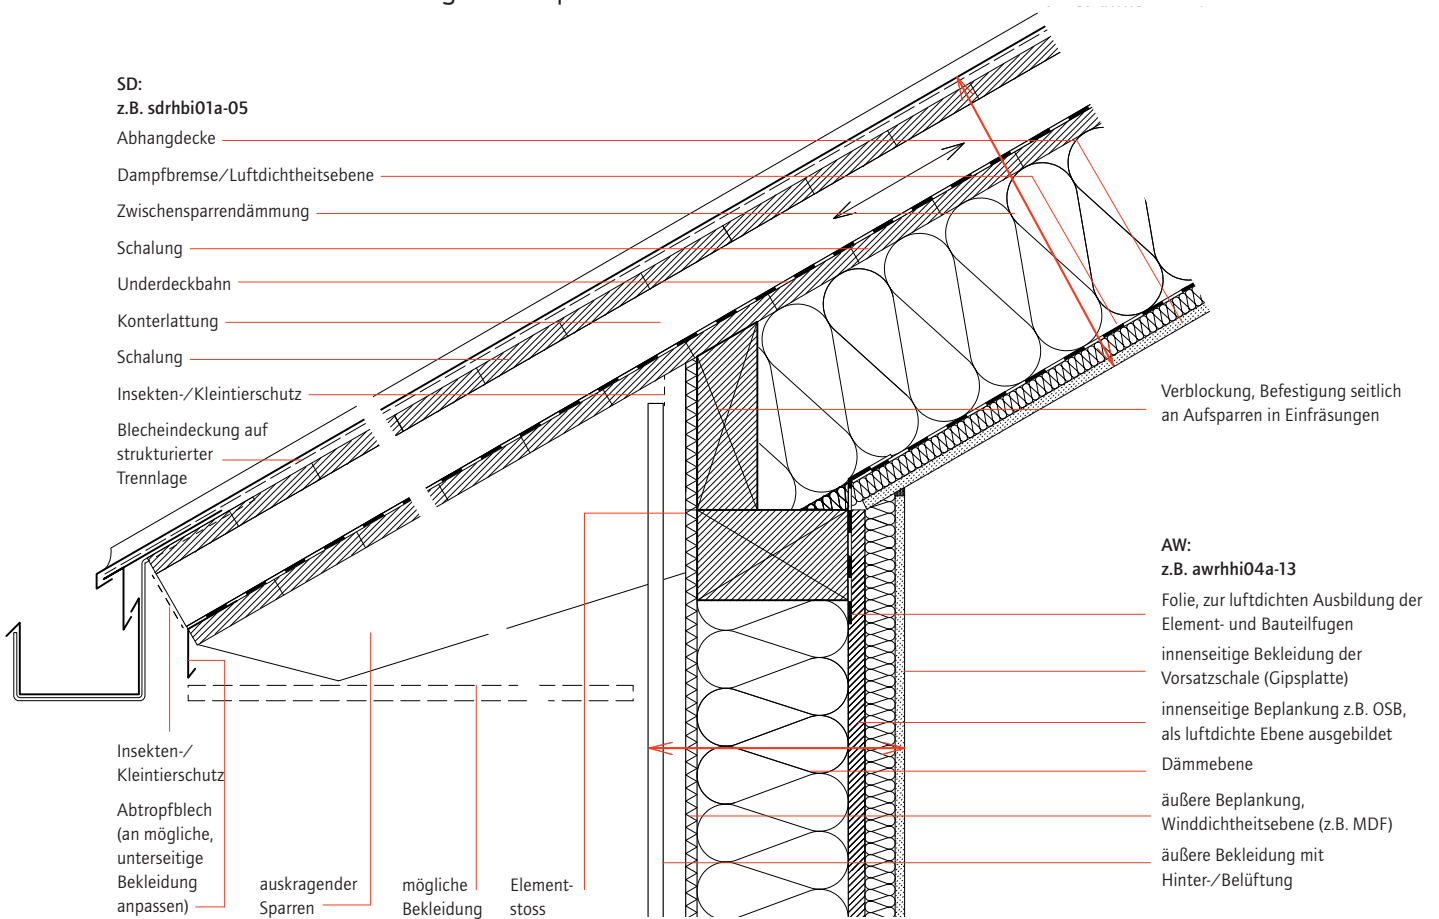 SD:
z.B. sdrhbi01a-05
Abhangdecke
Dampfbremse/Luftdichtheitsebene
Zwischensparrendämmung
Schalung
Underdeckbahn
Konterlattung
Schalung
Insekten-/Kleintierschutz
Blecheindeckung auf
strukturierter
Trennlage
Insekten-/
Kleintierschutz
Abtropfblech
(an mögliche,
unterseitige
Bekleidung
anpassen)
auskragender
Sparren
mögliche
Bekleidung
Element-
stoss
Verblockung, Befestigung seitlich
an Aufsparren in Einfräsungen
AW:
z.B. awrhhi04a-13
Folie, zur luftdichten Ausbildung der
Element- und Bauteilfugen
innenseitige Bekleidung der
Vorsatzschale (Gipsplatte)
innenseitige Beplankung z.B. OSB,
als luftdichte Ebene ausgebildet
Dämmebene
äußere Beplankung,
Winddichtheitsebene (z.B. MDF)
äußere Bekleidung mit
Hinter-/Belüftung